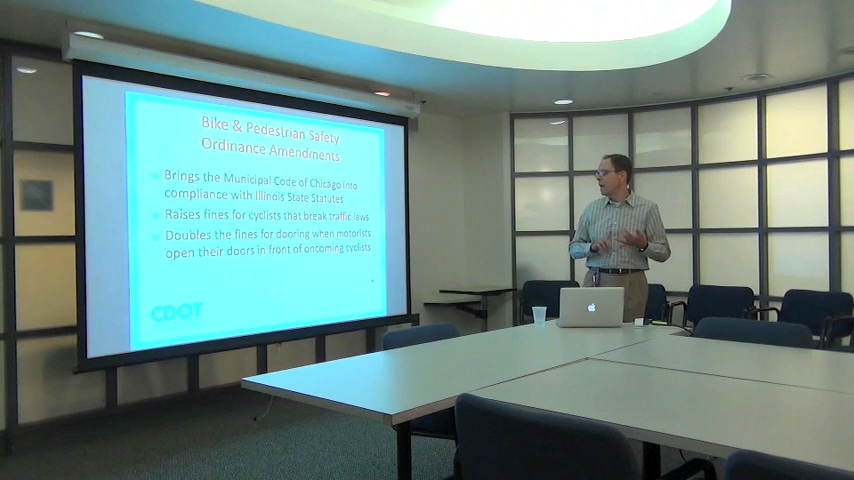 Bike & Pedestrian Safety
Ordinance Amendments
Brings the Municipal Code of Chicago into
compliance with Illinois State Statutes
Raises fines for cyclists that break traffic laws
Doubles the fines for dooring when motorists
open their doors in front of oncoming cyclists
CDOT